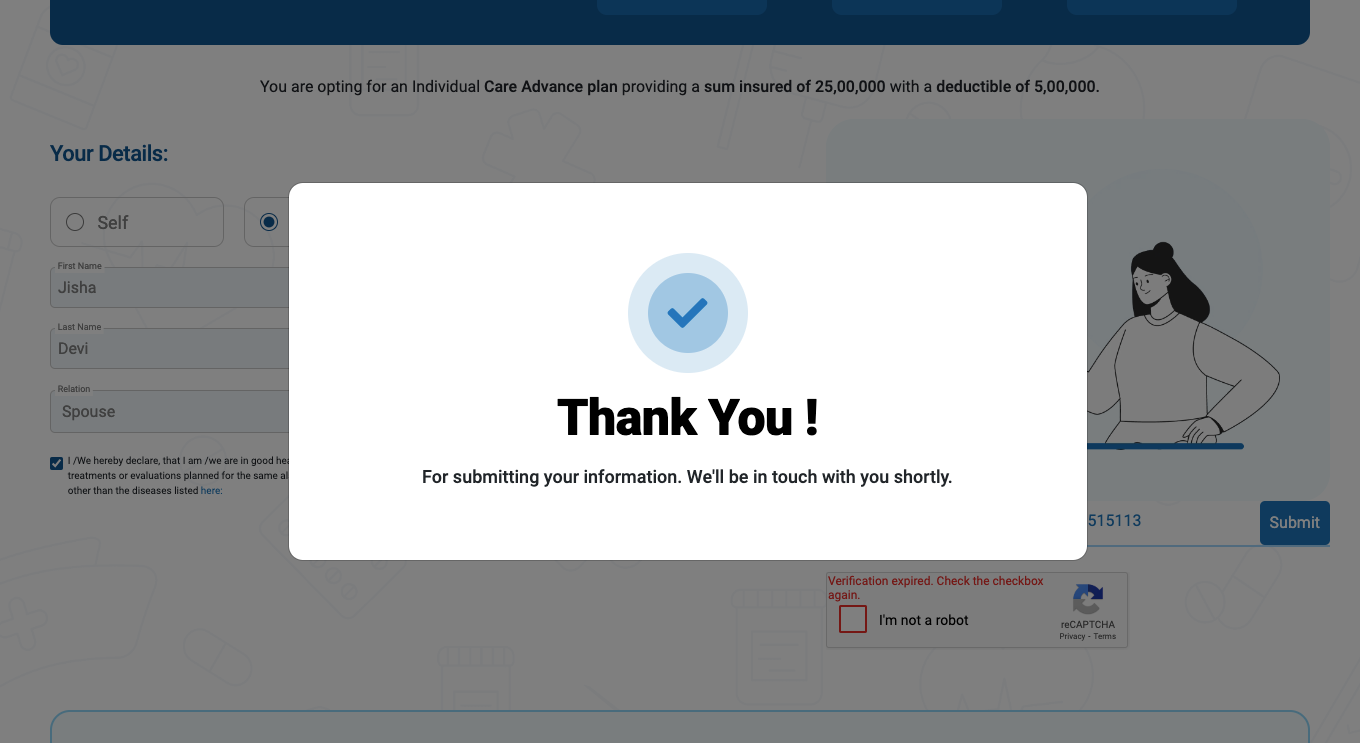 You are opting for an Individual Care Advance plan providing a sum insured of 25,00,000 with a deductible of 5,00,000.
Your Details:
Self
First Name
Jisha
Last Name
Devi
Relation
Spouse
I /We hereby declare, that I am /we are in good
treatments or evaluations planned for the same
other than the diseases listed here:
Thank You !
For submitting your information. We'll be in touch with you shortly.
515113
Submit
Verification expired. Check the checkbox
again.
I'm not a robot
reCAPTCHA
Privacy - Terms